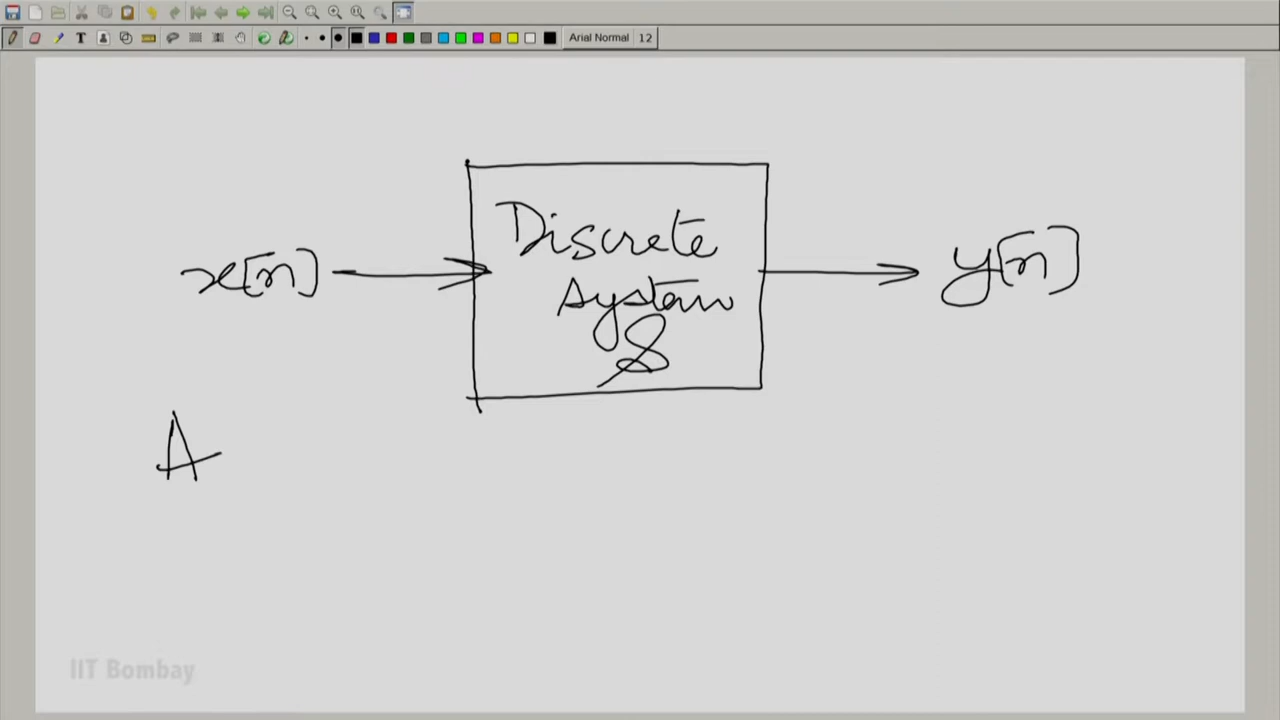 Arial Normal 12
x[n] Discrete y[n]
System
S
A
IIT Bombay